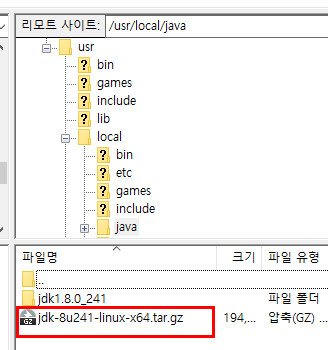 리모트 사이트: /usr/local/java
usr
bin
games
include
lib
local
bin
etc
games
include
java
파일명 크기 파일 유형
..
jdk1.8.0_241 파일 폴더
jdk-8u241-linux-x64.tar.gz 194,... 압축(GZ) ...